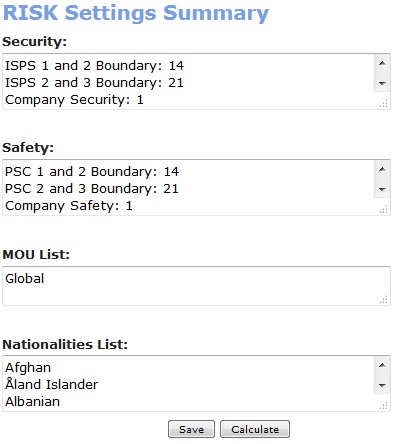 RISK Settings Summary
Security:
ISPS 1 and 2 Boundary: 14
ISPS 2 and 3 Boundary: 21
Company Security: 1
Safety:
PSC 1 and 2 Boundary: 14
PSC 2 and 3 Boundary: 21
Company Safety: 1
MOU List:
Global
Nationalities List:
Afghan
Åland Islander
Albanian
Save Calculate